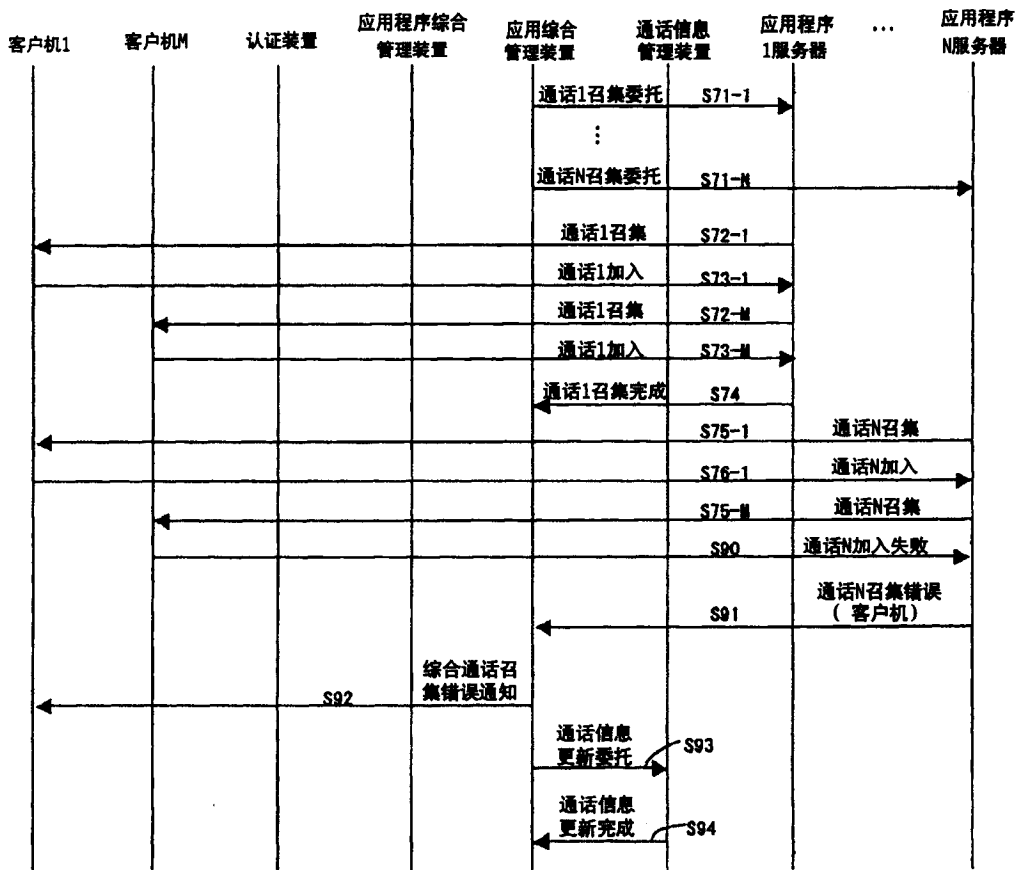 客户机1
客户机M
认证装置
应用程序综合
管理装置
应用综合
管理装置
通话信息
管理装置
应用程序
1服务器
...
应用程序
N服务器
通话1召集委托 S71-1
⋮
通话N召集委托 S71-N
通话1召集 S72-1
通话1加入 S73-1
通话1召集 S72-M
通话1加入 S73-M
通话1召集完成 S74
S75-1 通话N召集
S76-1 通话N加入
S75-M 通话N召集
S90 通话N加入失败
通话N召集错误
S91 (客户机)
综合通话召
S92 集错误通知
通话信息
更新委托 S93
通话信息
更新完成 S94